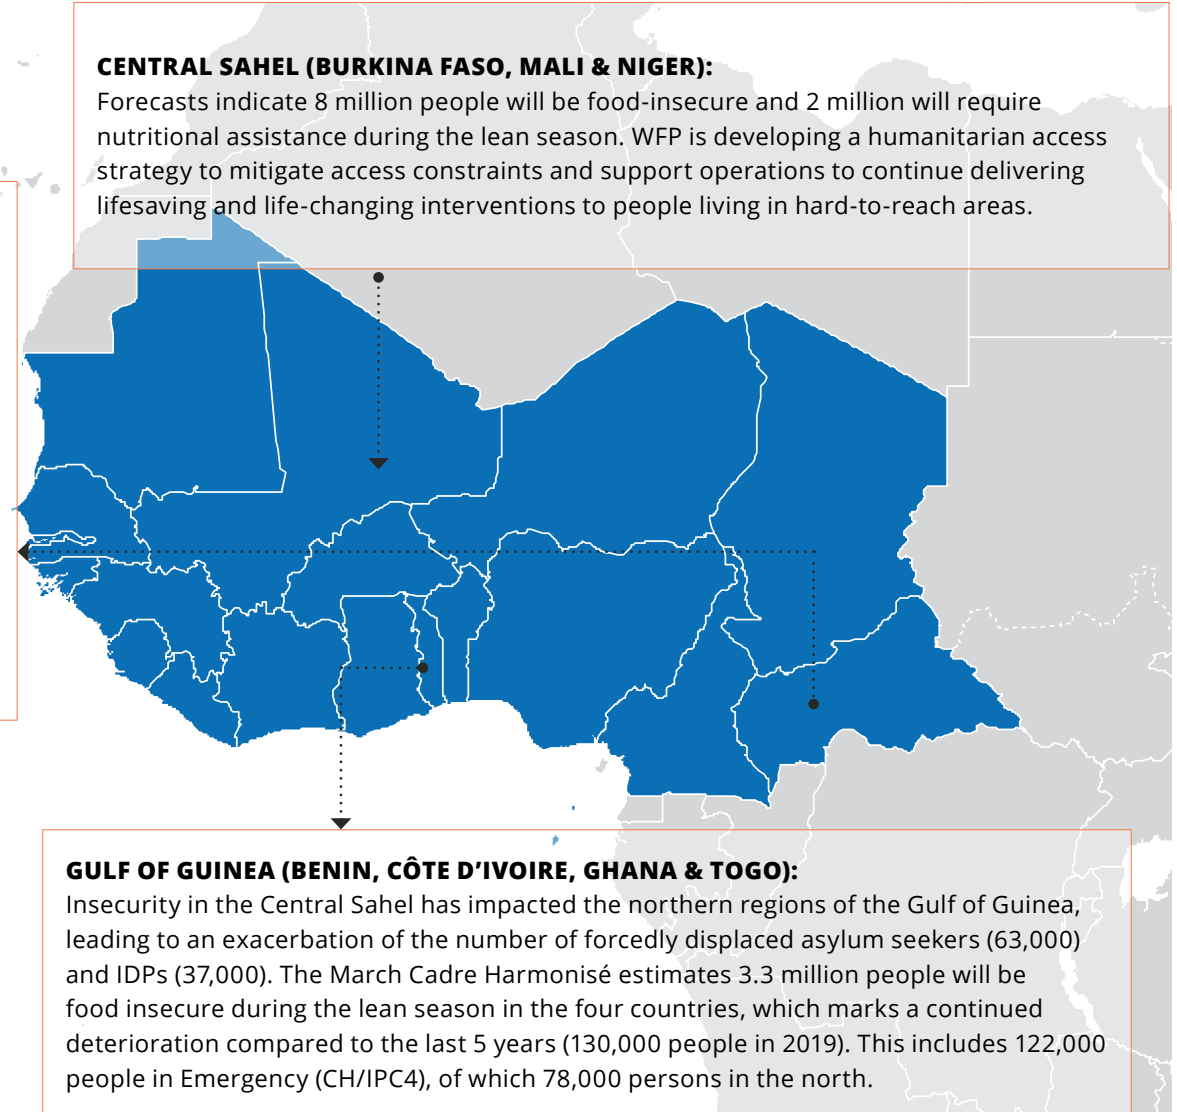 CENTRAL SAHEL (BURKINA FASO, MALI & NIGER):
Forecasts indicate 8 million people will be food-insecure and 2 million will require
nutritional assistance during the lean season. WFP is developing a humanitarian access
strategy to mitigate access constraints and support operations to continue delivering
lifesaving and life-changing interventions to people living in hard-to-reach areas.
GULF OF GUINEA (BENIN, CÔTE D’IVOIRE, GHANA & TOGO):
Insecurity in the Central Sahel has impacted the northern regions of the Gulf of Guinea,
leading to an exacerbation of the number of forcedly displaced asylum seekers (63,000)
and IDPs (37,000). The March Cadre Harmonisé estimates 3.3 million people will be
food insecure during the lean season in the four countries, which marks a continued
deterioration compared to the last 5 years (130,000 people in 2019). This includes 122,000
people in Emergency (CH/IPC4), of which 78,000 persons in the north.